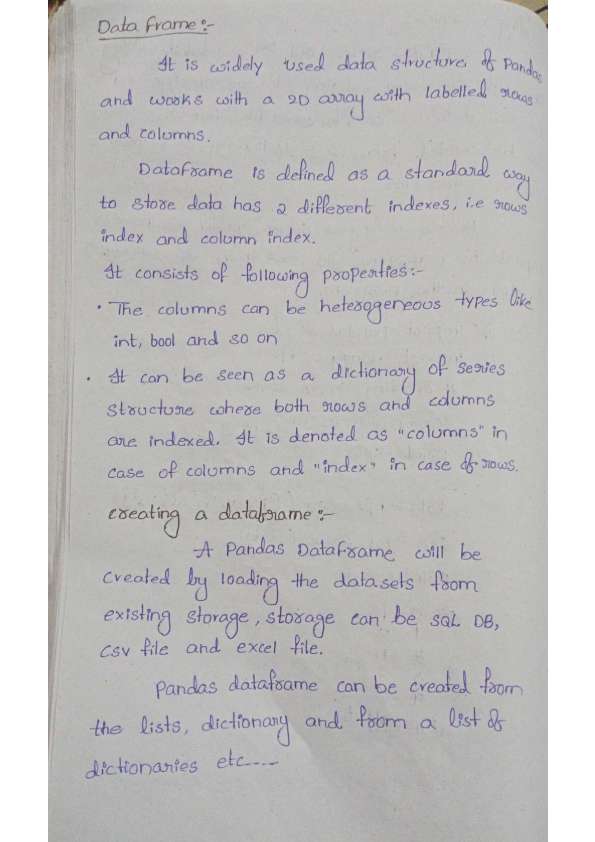 Data frame :-
It is widely used data structure of Pandas
and works with a 2D array with labelled rows
and columns.
Dataframe is defined as a standard way
to store data has 2 different indexes, i.e rows
index and column index.
It consists of following properties:-
• The columns can be heterogeneous types like
int, bool and so on
• It can be seen as a dictionary of series
structure where both rows and columns
are indexed. It is denoted as "columns" in
case of columns and "index" in case of rows.
creating a dataframe :-
A Pandas Dataframe will be
created by loading the datasets from
existing storage, storage can be SQL DB,
CSV file and excel file.
Pandas dataframe can be created from
the lists, dictionary and from a list of
dictionaries etc....